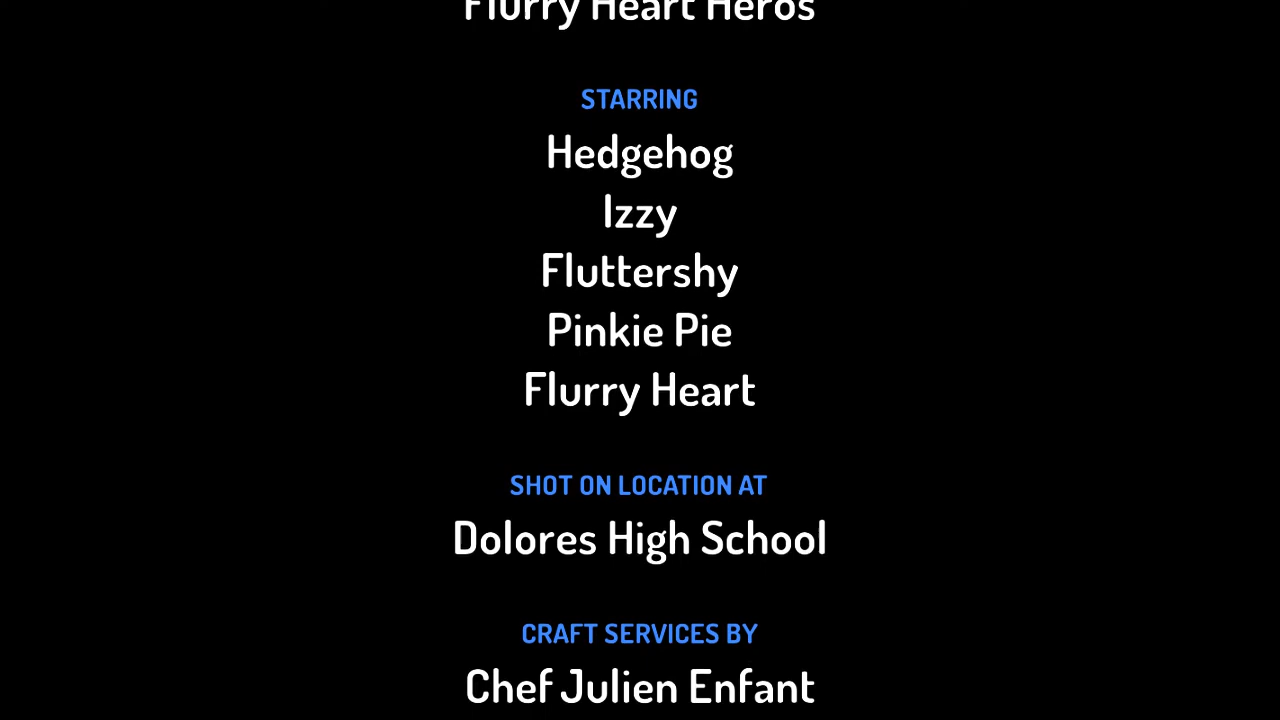 Flurry Heart Heros
STARRING
Hedgehog
Izzy
Fluttershy
Pinkie Pie
Flurry Heart
SHOT ON LOCATION AT
Dolores High School
CRAFT SERVICES BY
Chef Julien Enfant